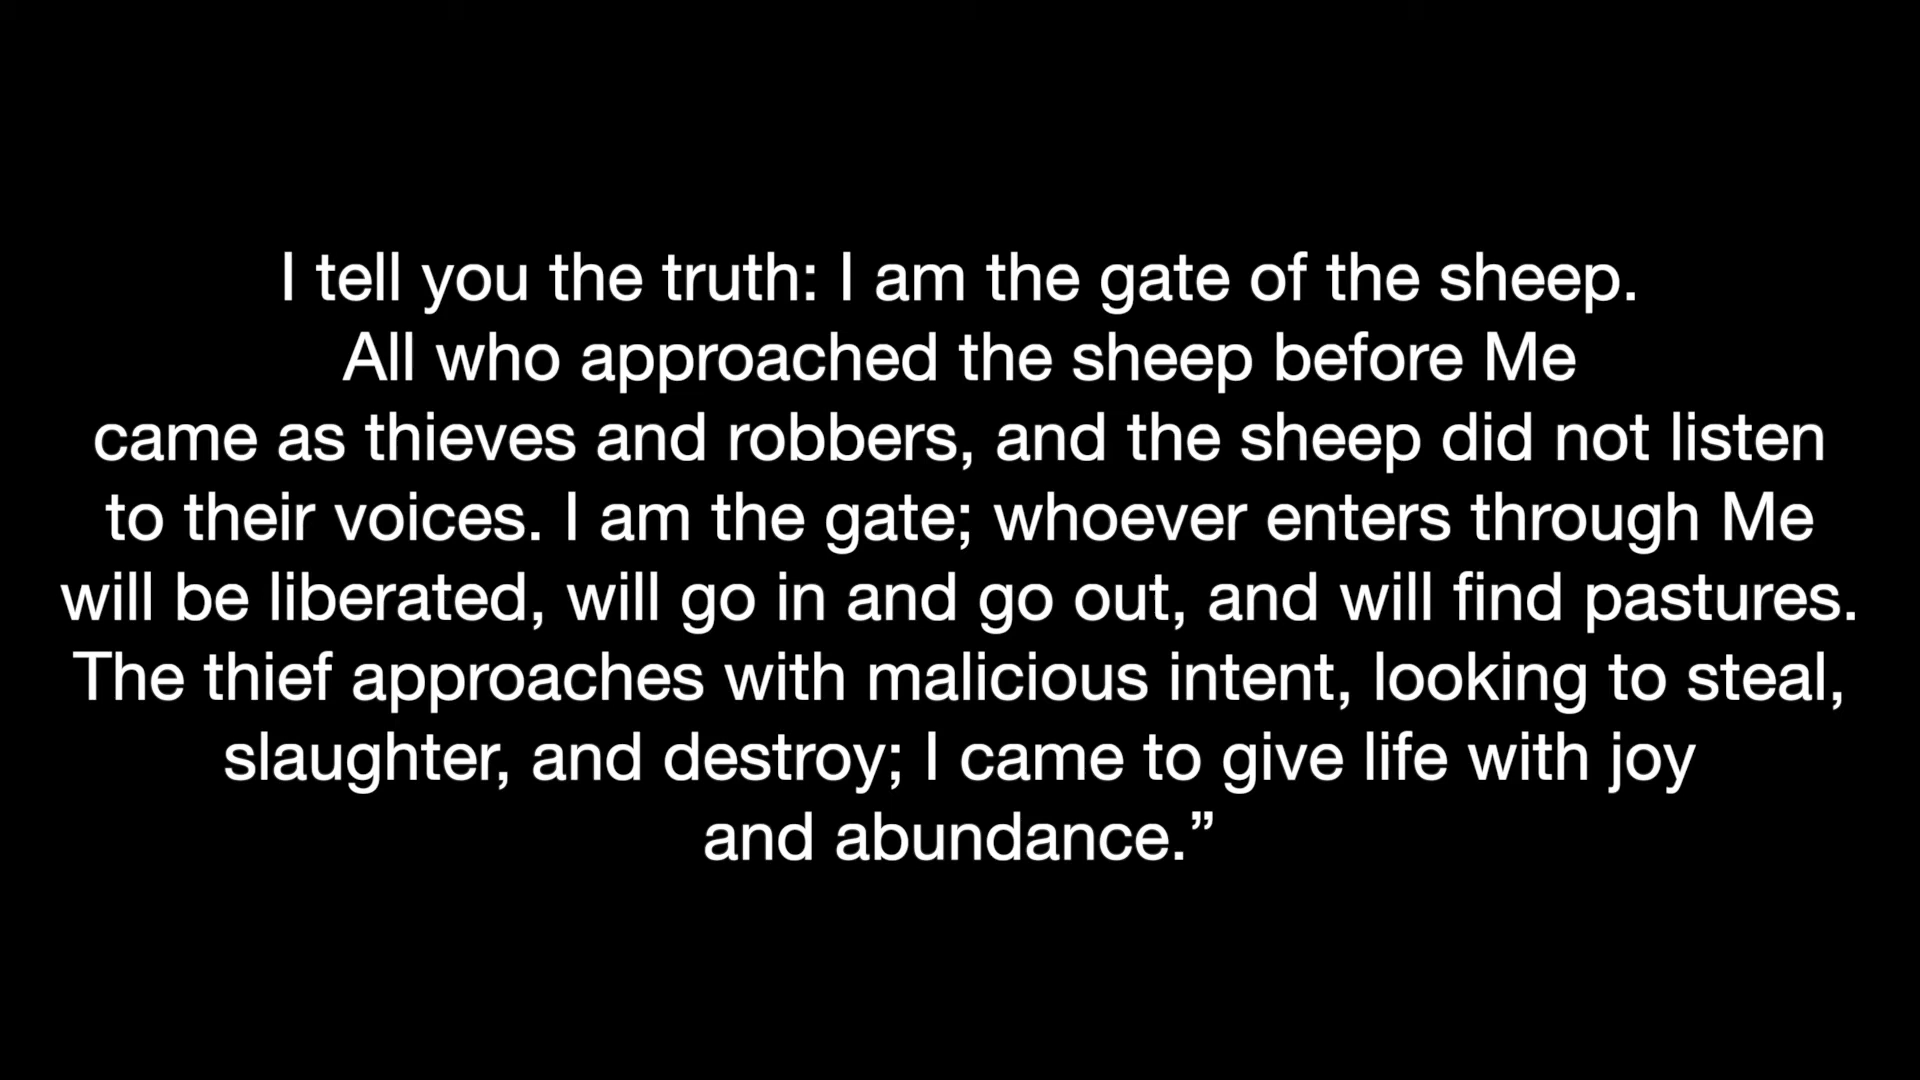 I tell you the truth: I am the gate of the sheep.
All who approached the sheep before Me
came as thieves and robbers, and the sheep did not listen
to their voices. I am the gate; whoever enters through Me
will be liberated, will go in and go out, and will find pastures.
The thief approaches with malicious intent, looking to steal,
slaughter, and destroy; I came to give life with joy
and abundance.”